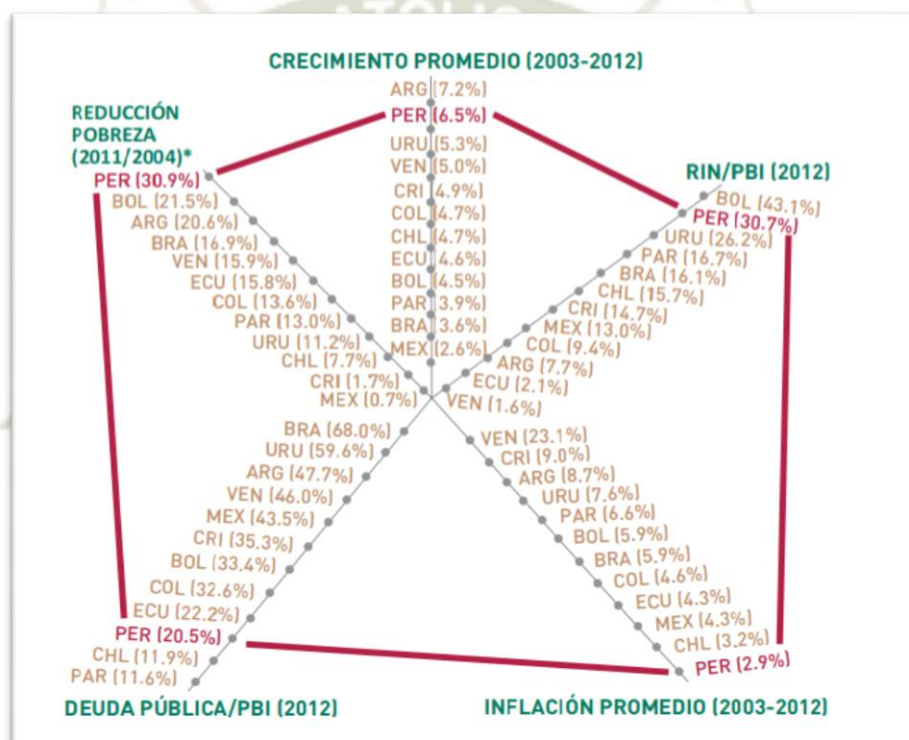 ATOLIC
CRECIMIENTO PROMEDIO (2003-2012)
ARG (7.2%)
PER (6.5%)
URU (5.3%)
VEN (5.0%)
CRI (4.9%)
COL (4.7%)
CHL (4.7%)
ECU (4.6%)
BOL (4.5%)
PAR (3.9%)
BRA (3.6%)
MEX (2.6%)
REDUCCIÓN
POBREZA
(2011/2004)*
PER (30.9%)
BOL (21.5%)
ARG (20.6%)
BRA (16.9%)
VEN (15.9%)
ECU (15.8%)
COL (13.6%)
PAR (13.0%)
URU (11.2%)
CHL (7.7%)
CRI (1.7%)
MEX (0.7%)
RIN/PBI (2012)
BOL (43.1%)
PER (30.7%)
URU (26.2%)
PAR (16.7%)
BRA (16.1%)
CHL (15.7%)
CRI (14.7%)
MEX (13.0%)
COL (9.4%)
ARG (7.7%)
ECU (2.1%)
VEN (1.6%)
BRA (68.0%)
URU (59.6%)
ARG (47.7%)
VEN (46.0%)
MEX (43.5%)
CRI (35.3%)
BOL (33.4%)
COL (32.6%)
ECU (22.2%)
PER (20.5%)
CHL (11.9%)
PAR (11.6%)
DEUDA PÚBLICA/PBI (2012)
VEN (23.1%)
CRI (9.0%)
ARG (8.7%)
URU (7.6%)
PAR (6.6%)
BOL (5.9%)
BRA (5.9%)
COL (4.6%)
ECU (4.3%)
MEX (4.3%)
CHL (3.2%)
PER (2.9%)
INFLACIÓN PROMEDIO (2003-2012)